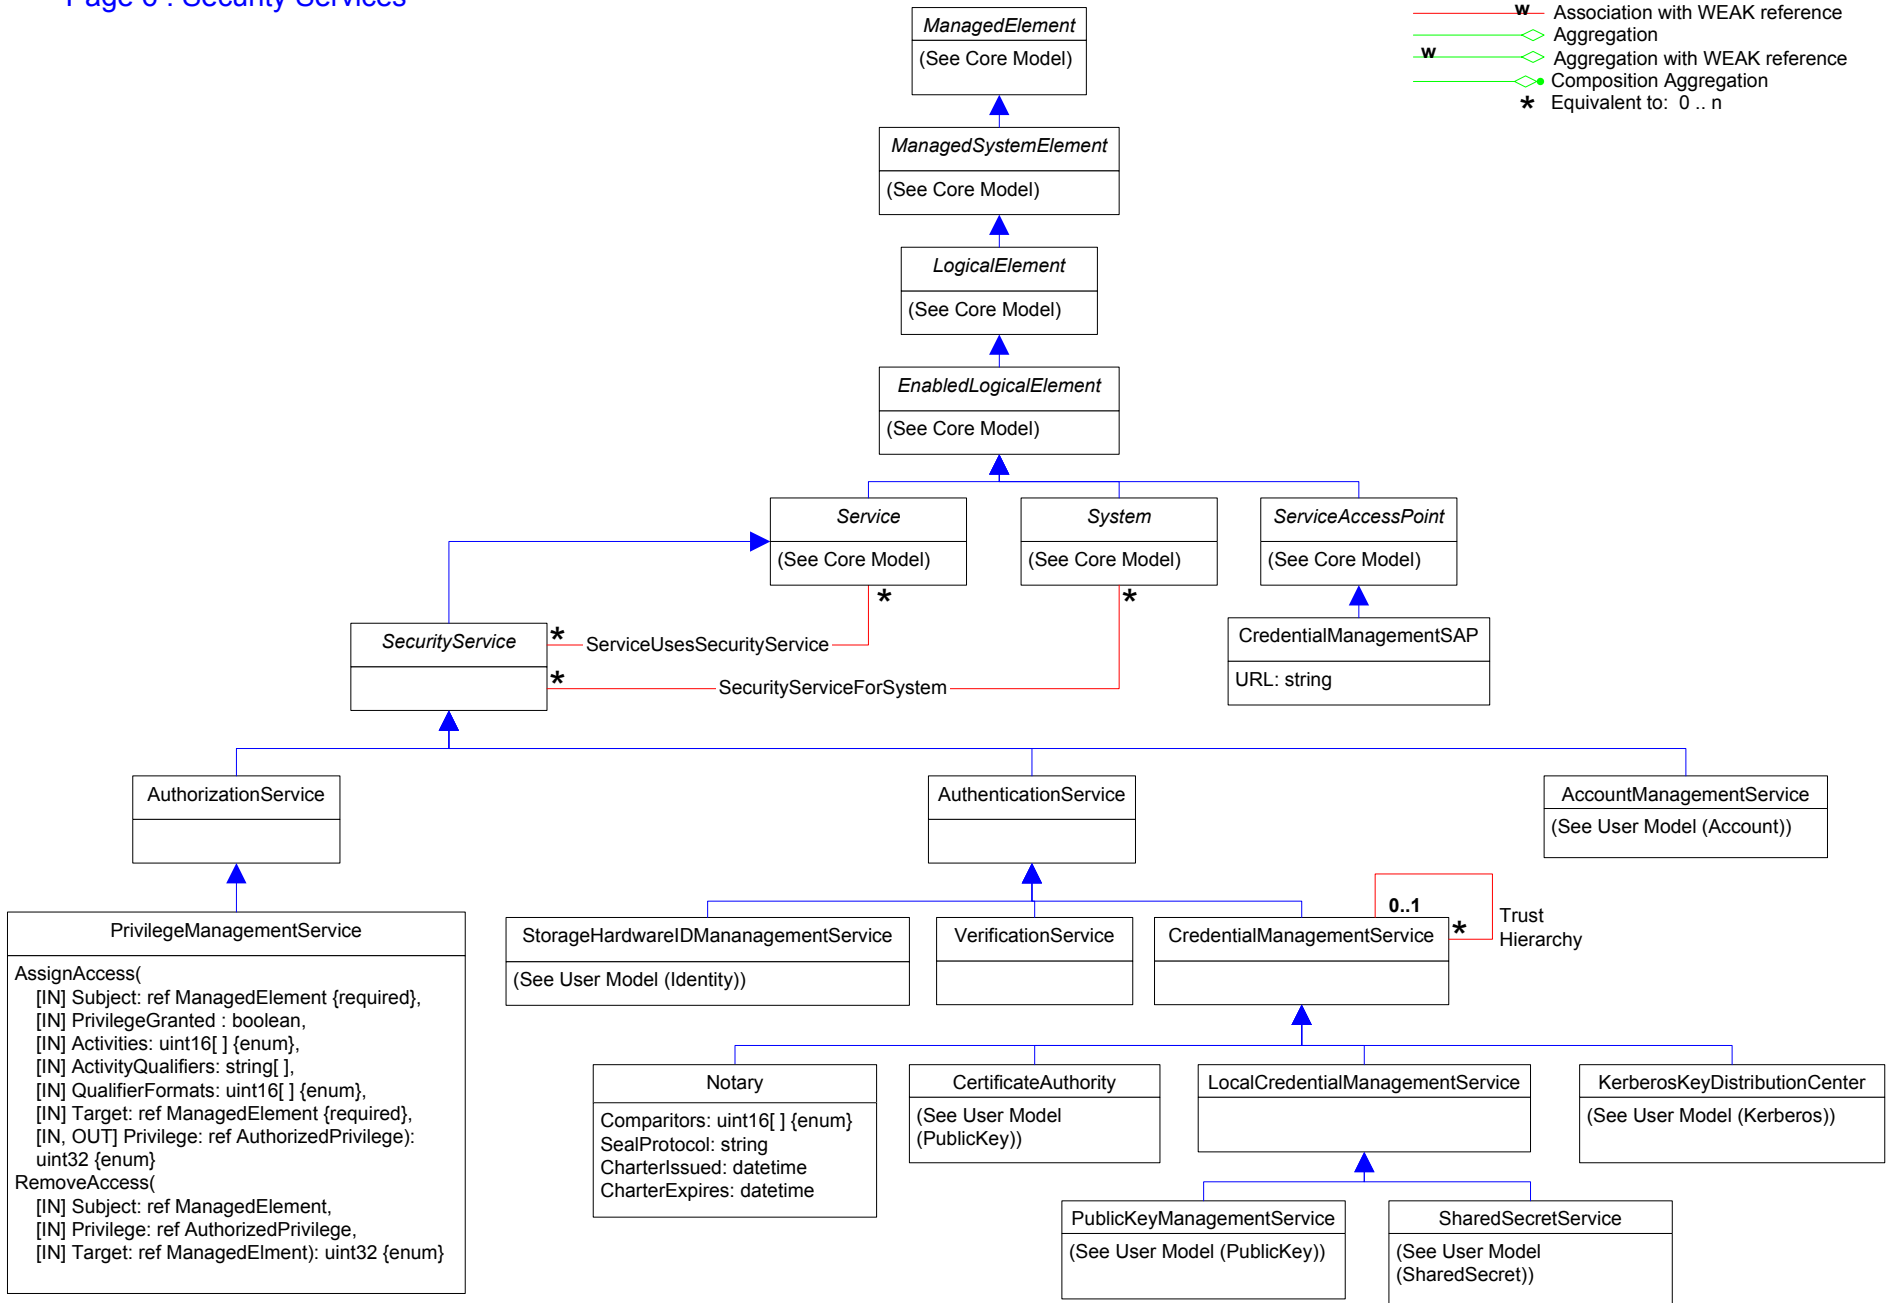 Page 6 : Security Services
w Association with WEAK reference
Aggregation
w Aggregation with WEAK reference
Composition Aggregation
* Equivalent to: 0 .. n
ManagedElement
(See Core Model)
ManagedSystemElement
(See Core Model)
LogicalElement
(See Core Model)
EnabledLogicalElement
(See Core Model)
Service
(See Core Model)
*
System
(See Core Model)
*
ServiceAccessPoint
(See Core Model)
SecurityService
* ServiceUsesSecurityService
* SecurityServiceForSystem
CredentialManagementSAP
URL: string
AuthorizationService
AuthenticationService
AccountManagementService
(See User Model (Account))
PrivilegeManagementService
AssignAccess(
[IN] Subject: ref ManagedElement {required},
[IN] PrivilegeGranted : boolean,
[IN] Activities: uint16[ ] {enum},
[IN] ActivityQualifiers: string[ ],
[IN] QualifierFormats: uint16[ ] {enum},
[IN] Target: ref ManagedElement {required},
[IN, OUT] Privilege: ref AuthorizedPrivilege):
uint32 {enum}
RemoveAccess(
[IN] Subject: ref ManagedElement,
[IN] Privilege: ref AuthorizedPrivilege,
[IN] Target: ref ManagedElment): uint32 {enum}
StorageHardwareIDMananagementService
(See User Model (Identity))
VerificationService
CredentialManagementService
0..1
*
Trust
Hierarchy
Notary
Comparitors: uint16[ ] {enum}
SealProtocol: string
CharterIssued: datetime
CharterExpires: datetime
CertificateAuthority
(See User Model
(PublicKey))
LocalCredentialManagementService
KerberosKeyDistributionCenter
(See User Model (Kerberos))
PublicKeyManagementService
(See User Model (PublicKey))
SharedSecretService
(See User Model
(SharedSecret))